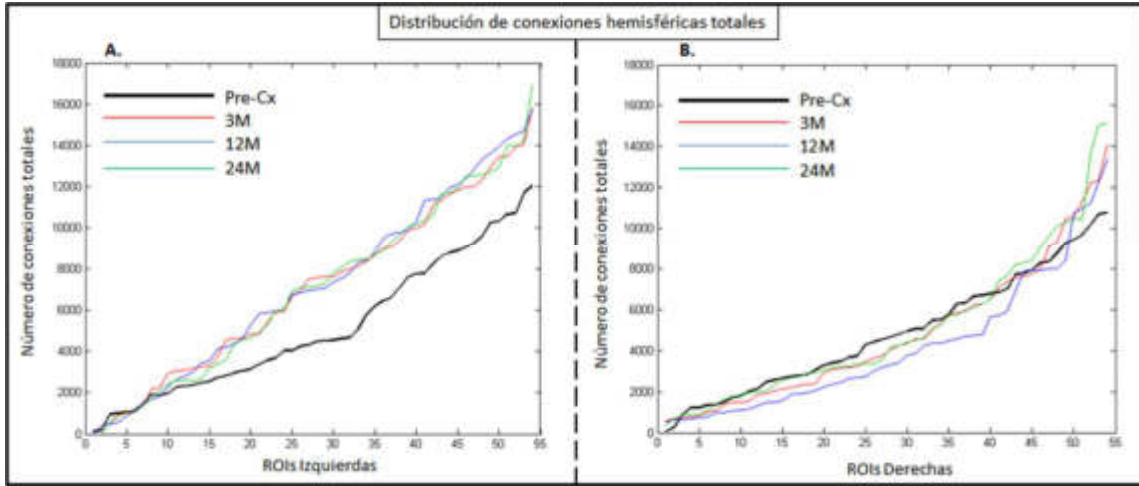 Distribución de conexiones hemisféricas totales
A.
18000
16000
14000
12000
10000
8000
6000
4000
2000
0
Número de conexiones totales
Pre-Cx
3M
12M
24M
0 5 10 15 20 25 30 35 40 45 50 55
ROIs Izquierdas
B.
18000
16000
14000
12000
10000
8000
6000
4000
2000
0
Número de conexiones totales
Pre-Cx
3M
12M
24M
0 5 10 15 20 25 30 35 40 45 50 55
ROIs Derechas